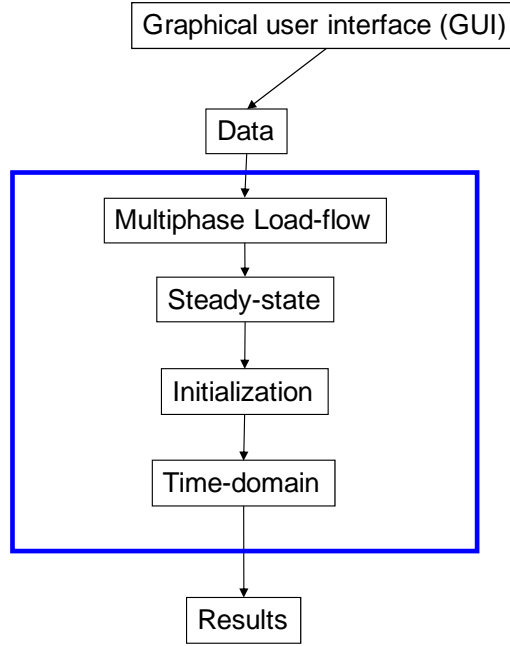 Graphical user interface (GUI)
Data
Multiphase Load-flow
Steady-state
Initialization
Time-domain
Results